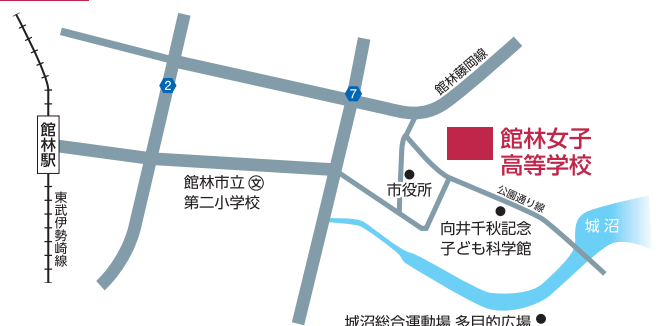 館林藤岡線
2
7
館林駅
館林女子
高等学校
館林市立 文
第二小学校
市役所
公園通り線
東武伊勢崎線
向井千秋記念
子ども科学館
城沼
城沼総合運動場 多目的広場